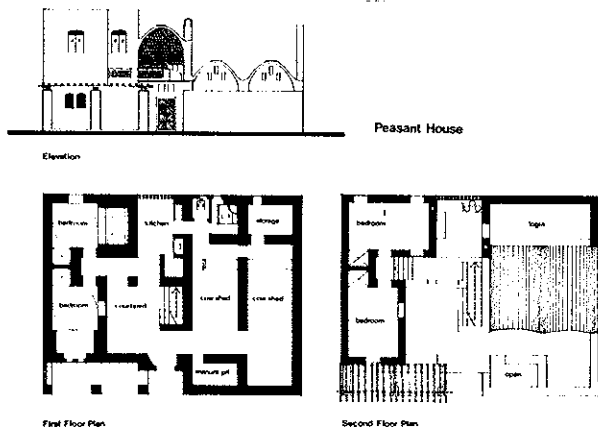 Peasant House
Elevation
bedroom
kitchen
storage
bedroom
courtyard
cow shed
cow shed
manure pit
First Floor Plan
bedroom
loggia
bedroom
open
Second Floor Plan